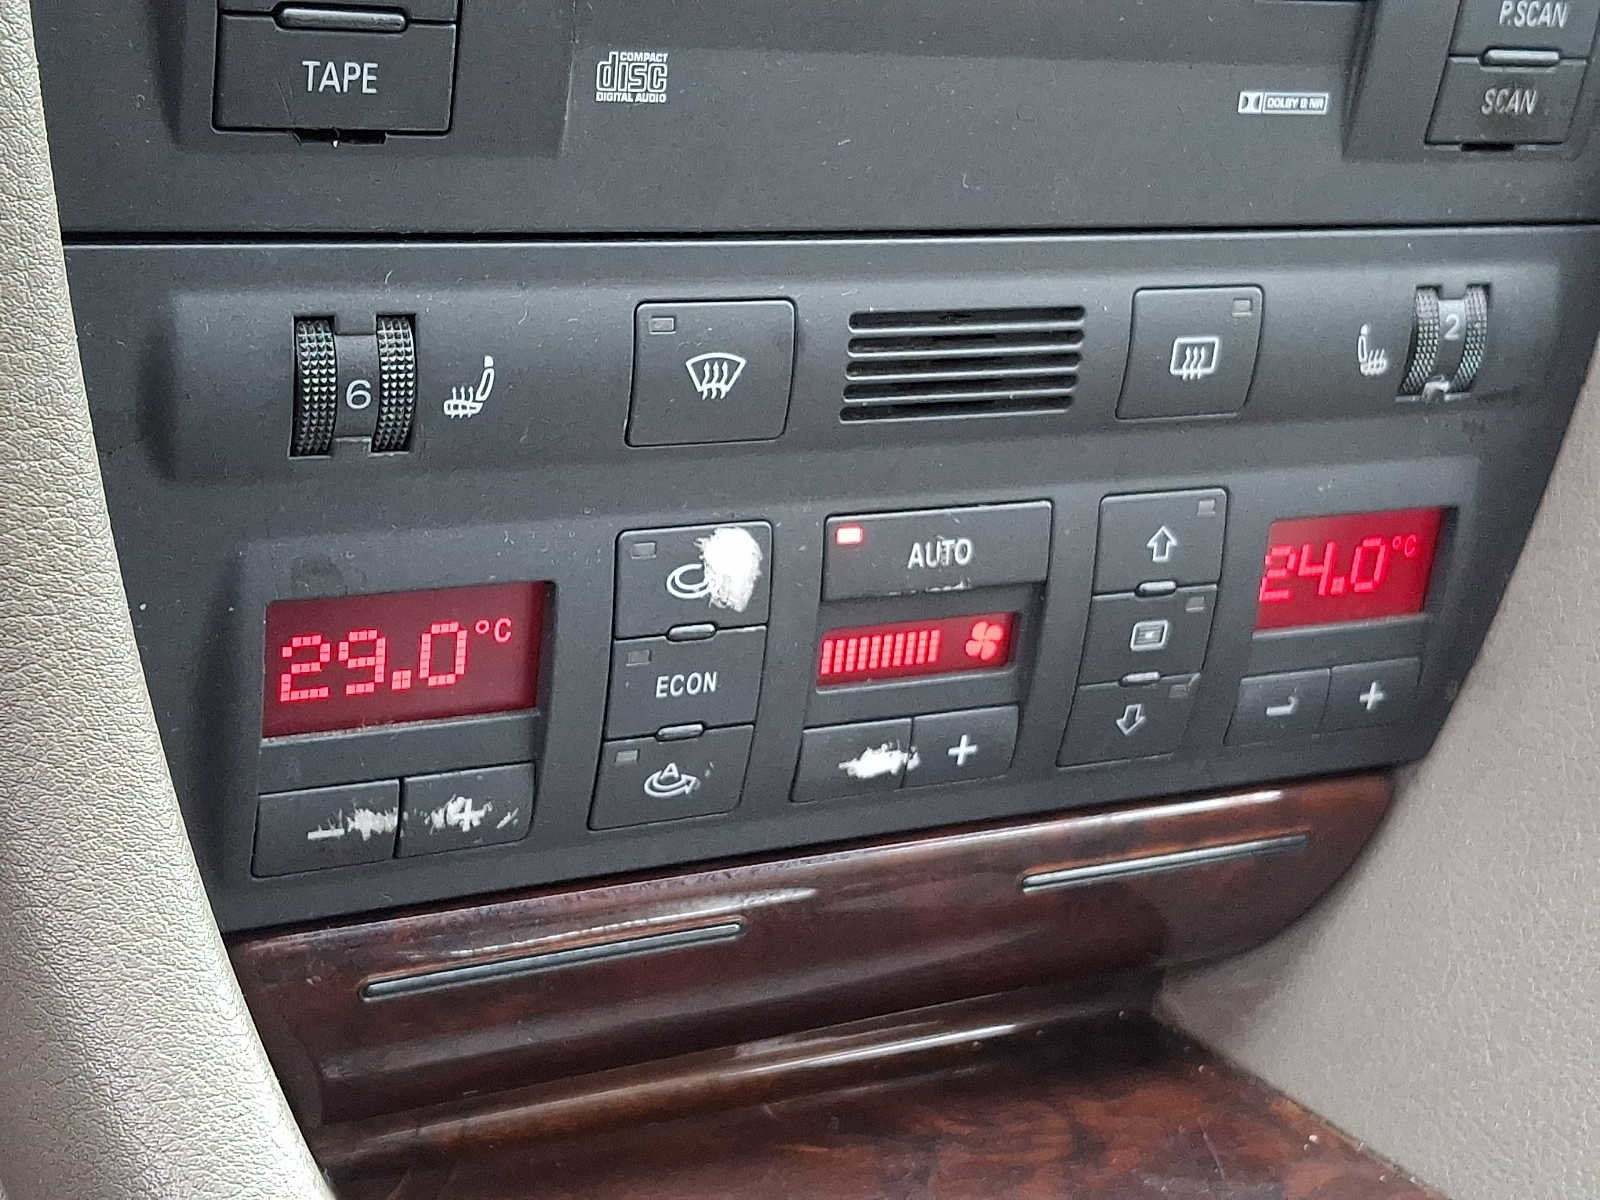 TAPE
COMPACT
disc
DIGITAL AUDIO
DOLBY B NR
P.SCAN
SCAN
6
2
AUTO
29.0°C
24.0°C
ECON
A